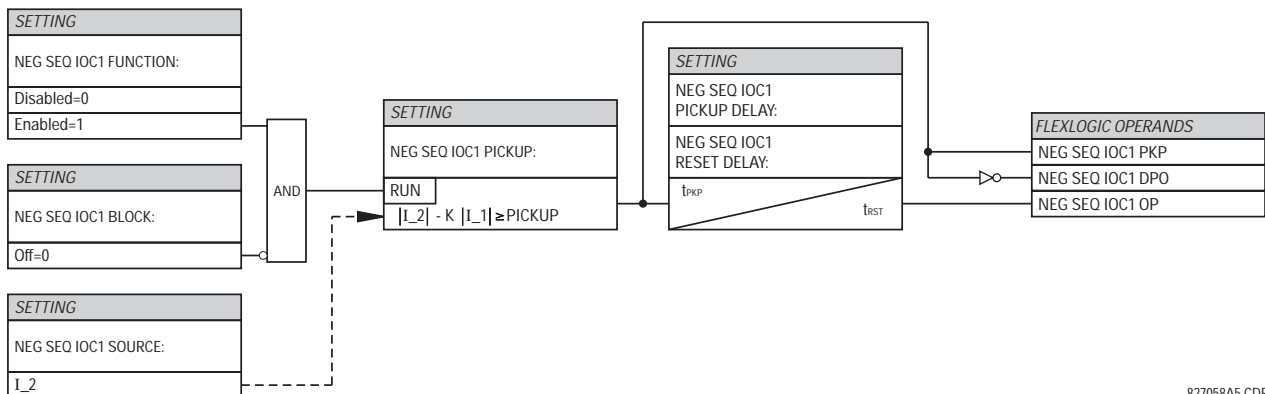 SETTING
NEG SEQ IOC1 FUNCTION:
Disabled=0
Enabled=1
SETTING
NEG SEQ IOC1 BLOCK:
Off=0
SETTING
NEG SEQ IOC1 SOURCE:
I_2
AND
SETTING
NEG SEQ IOC1 PICKUP:
RUN
|I_2| - K |I_1| ≥ PICKUP
SETTING
NEG SEQ IOC1
PICKUP DELAY:
NEG SEQ IOC1
RESET DELAY:
tPKP
tRST
FLEXLOGIC OPERANDS
NEG SEQ IOC1 PKP
NEG SEQ IOC1 DPO
NEG SEQ IOC1 OP
827058A5.CDR